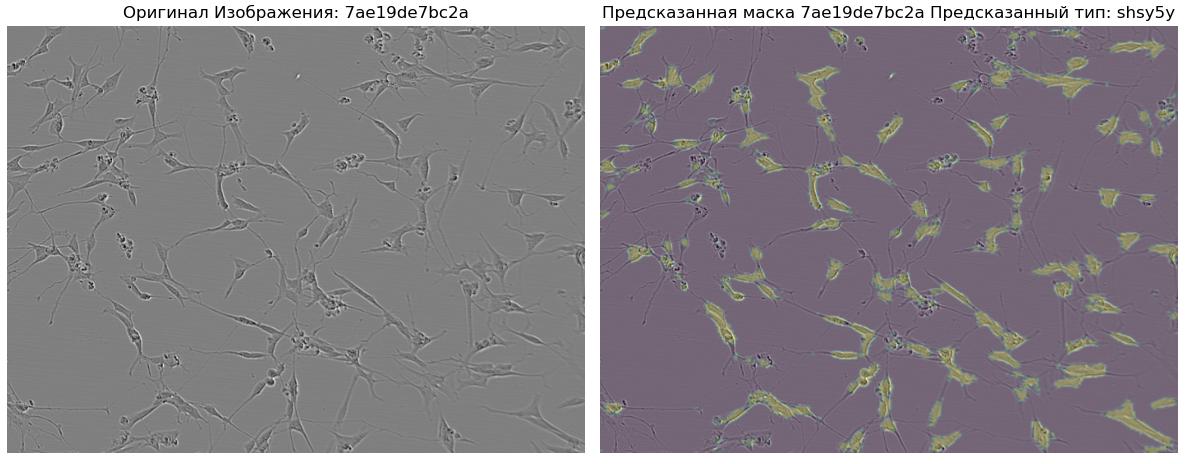 Оригинал Изображения: 7ae19de7bc2a
Предсказанная маска 7ae19de7bc2a Предсказанный тип: shsy5y